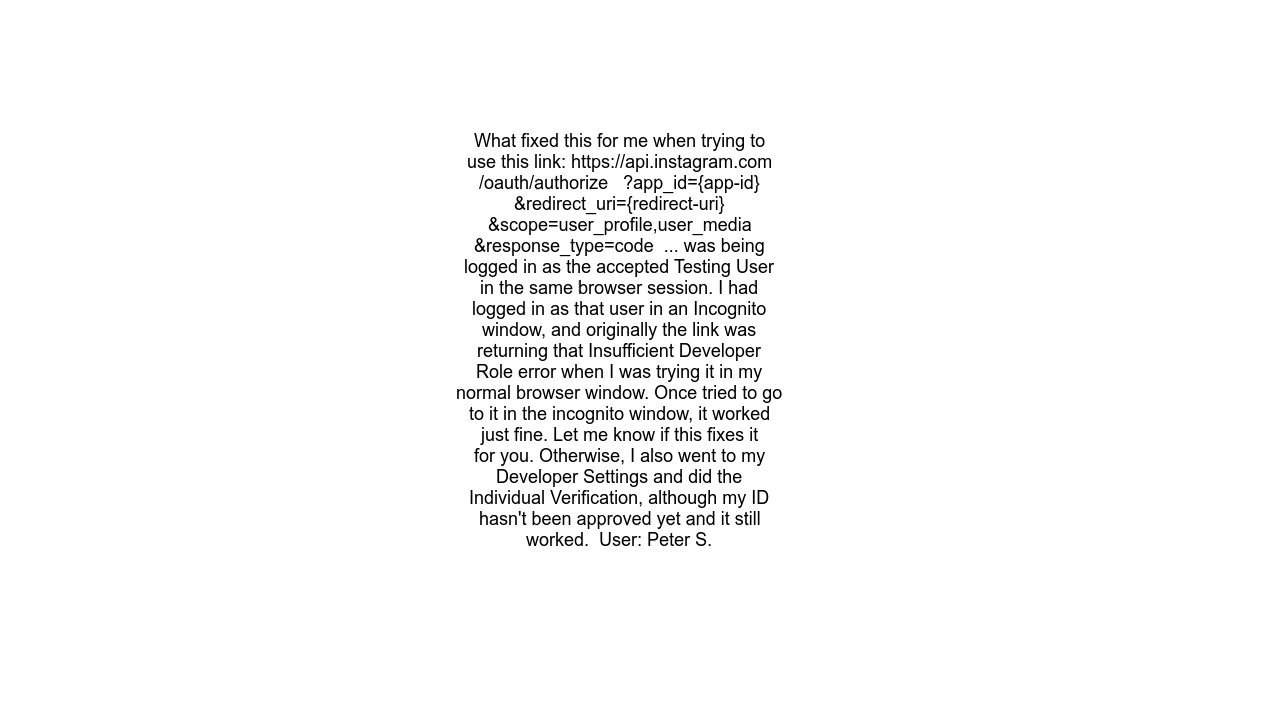 What fixed this for me when trying to
use this link: https://api.instagram.com
/oauth/authorize   ?app_id={app-id}
&redirect_uri={redirect-uri}
&scope=user_profile,user_media
&response_type=code  ... was being
logged in as the accepted Testing User
in the same browser session. I had
logged in as that user in an Incognito
window, and originally the link was
returning that Insufficient Developer
Role error when I was trying it in my
normal browser window. Once tried to go
to it in the incognito window, it worked
just fine. Let me know if this fixes it
for you. Otherwise, I also went to my
Developer Settings and did the
Individual Verification, although my ID
hasn't been approved yet and it still
worked.  User: Peter S.